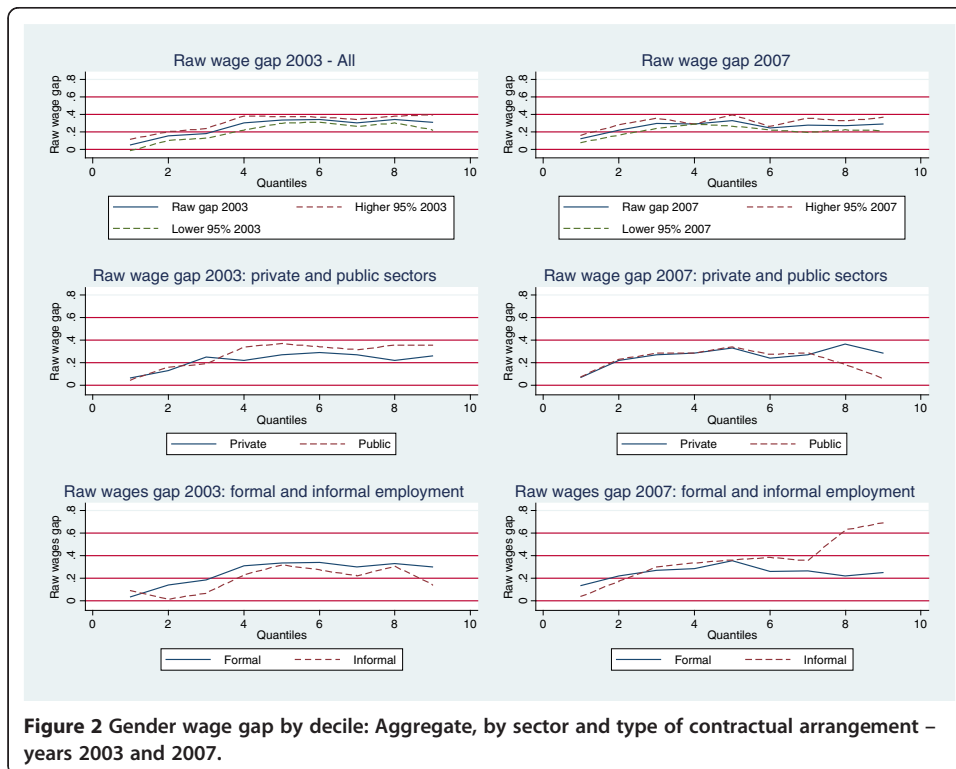 Raw wage gap 2003 - All
Raw wage gap
0 .2 .4 .6 .8
0 2 4 6 8 10
Quantiles
Raw gap 2003
Higher 95% 2003
Lower 95% 2003
Raw wage gap 2007
Raw wage gap
0 .2 .4 .6 .8
0 2 4 6 8 10
Quantiles
Raw gap 2007
Higher 95% 2007
Lower 95% 2007
Raw wage gap 2003: private and public sectors
Raw wage gap
0 .2 .4 .6 .8
0 2 4 6 8 10
Quantiles
Private
Public
Raw wage gap 2007: private and public sectors
Raw wage gap
0 .2 .4 .6 .8
0 2 4 6 8 10
Quantiles
Private
Public
Raw wages gap 2003: formal and informal employment
Raw wages gap
0 .2 .4 .6 .8
0 2 4 6 8 10
Quantiles
Formal
Informal
Raw wages gap 2007: formal and informal employment
Raw wages gap
0 .2 .4 .6 .8
0 2 4 6 8 10
Quantiles
Formal
Informal
Figure 2 Gender wage gap by decile: Aggregate, by sector and type of contractual arrangement –
years 2003 and 2007.